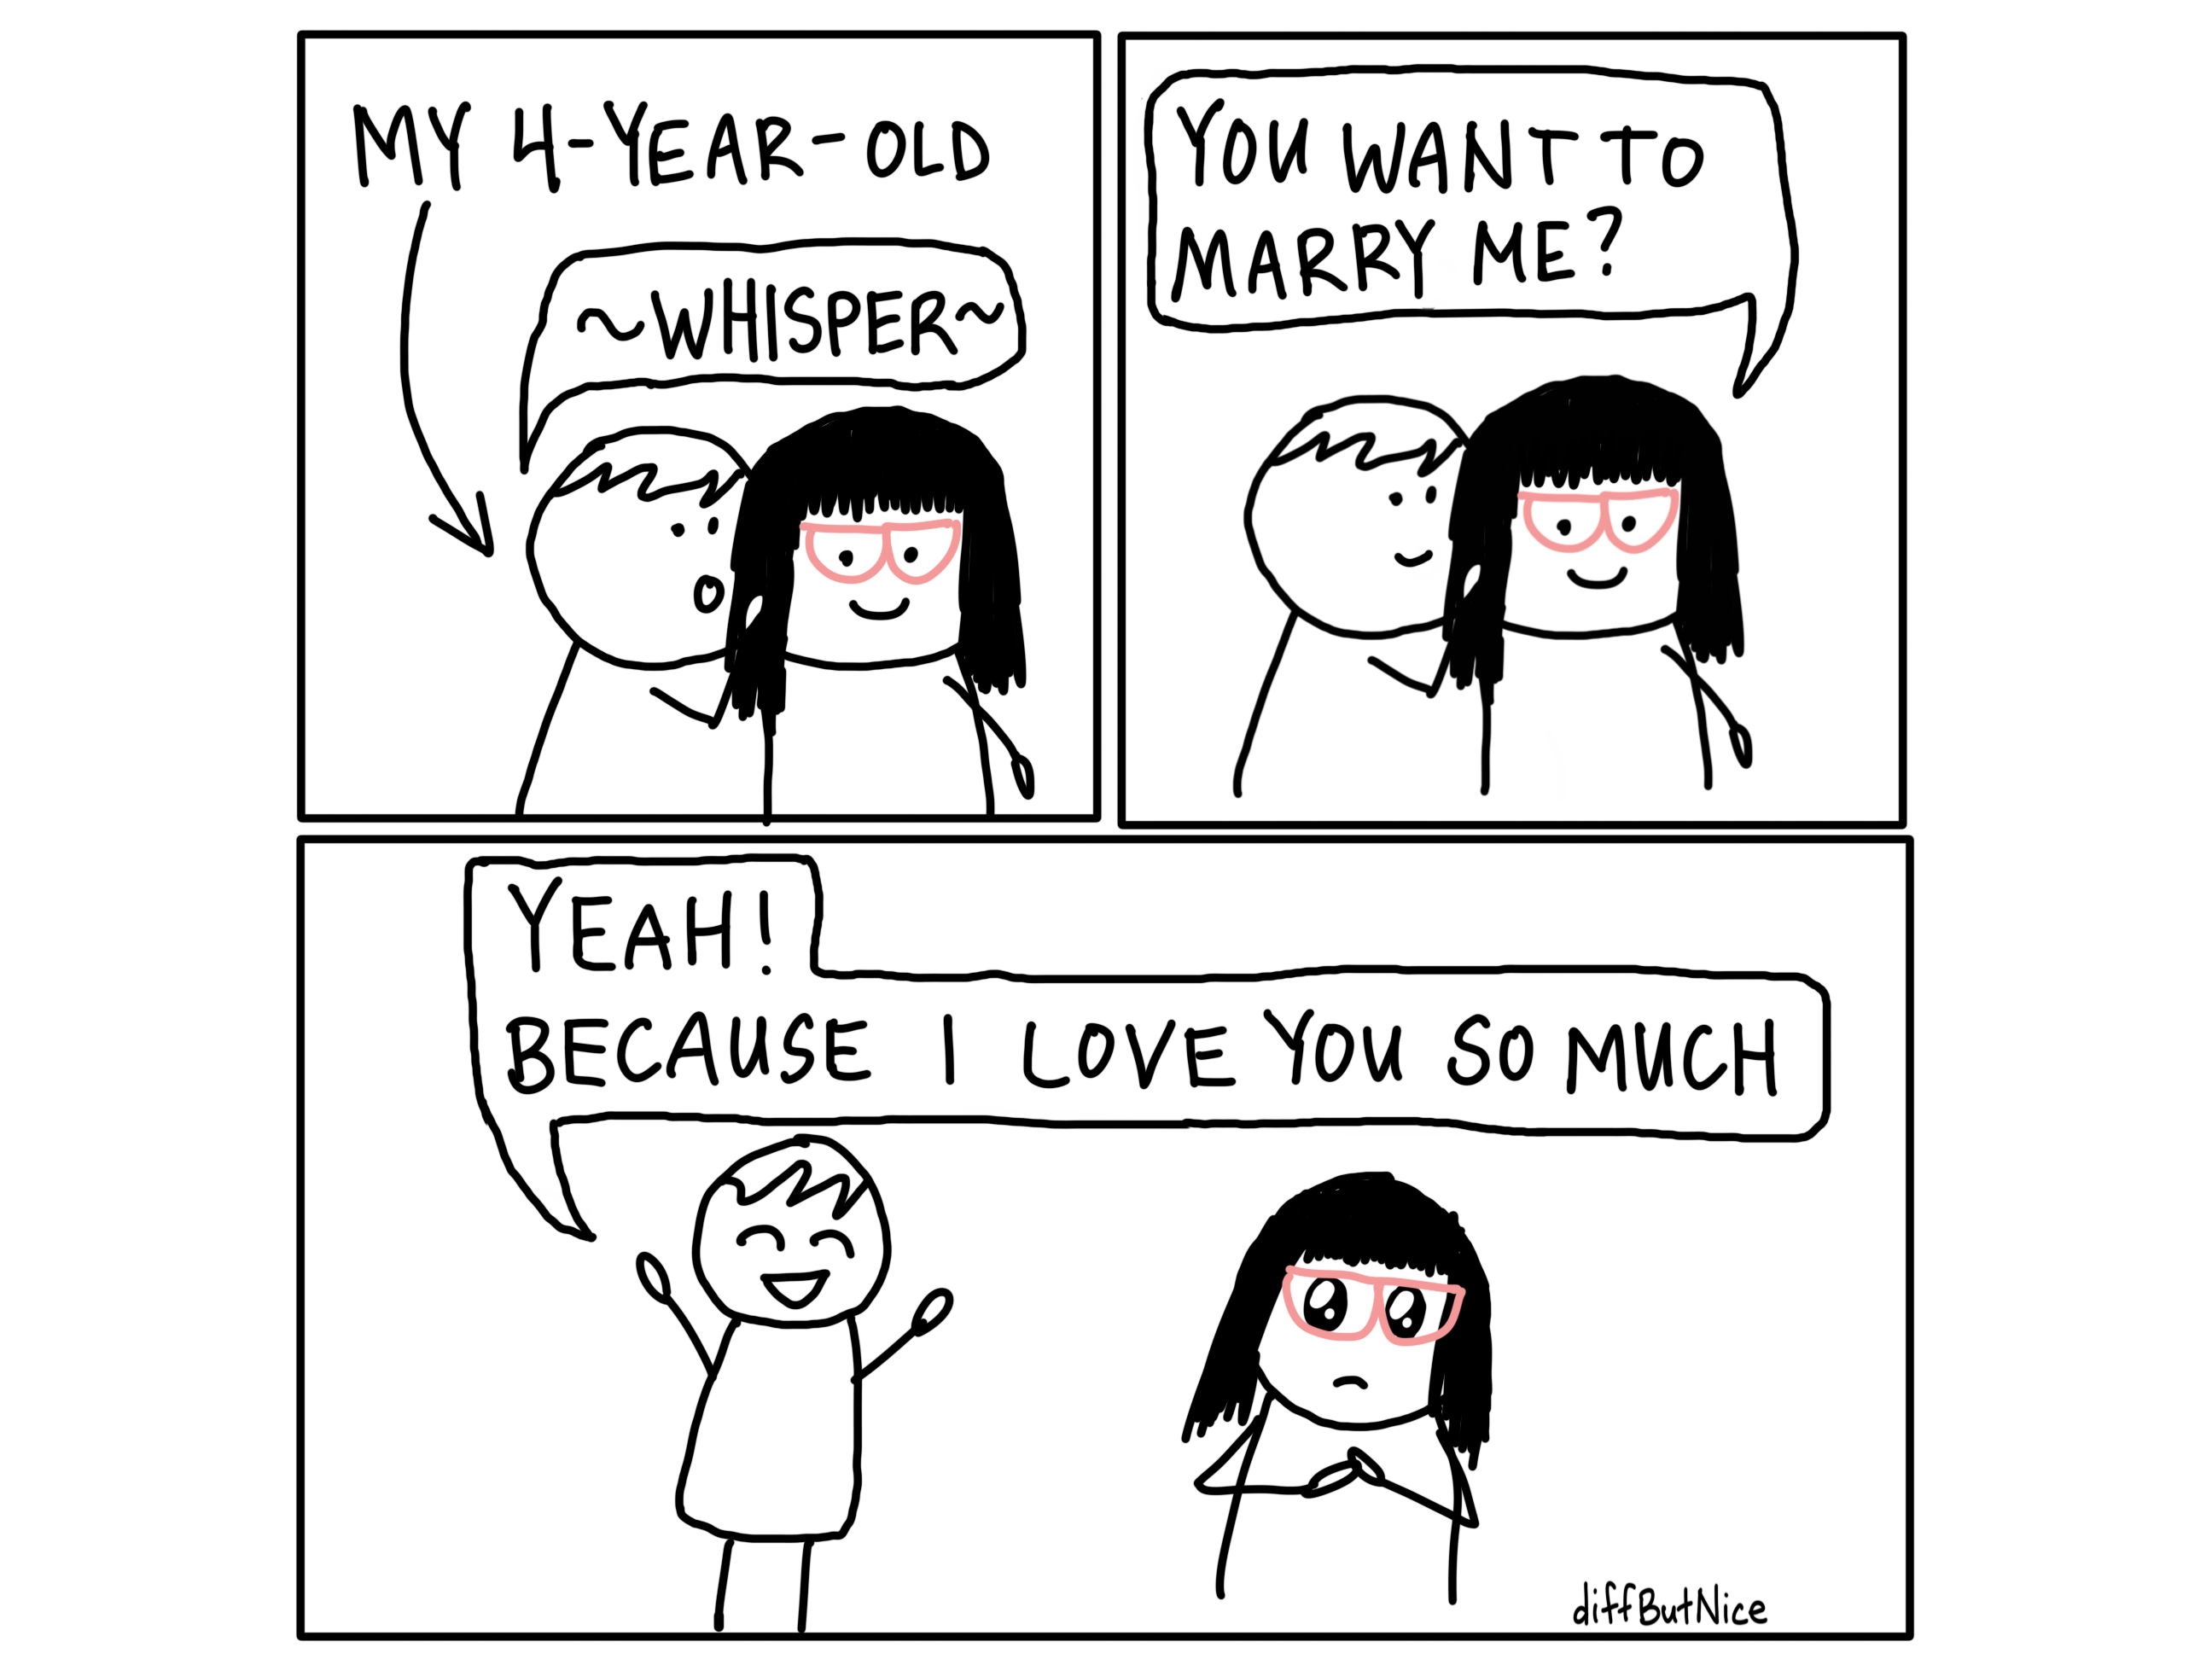 MY 4-YEAR-OLD
~WHISPER~
YOU WANT TO
MARRY ME?
YEAH!
BECAUSE I LOVE YOU SO MUCH
diffButNice